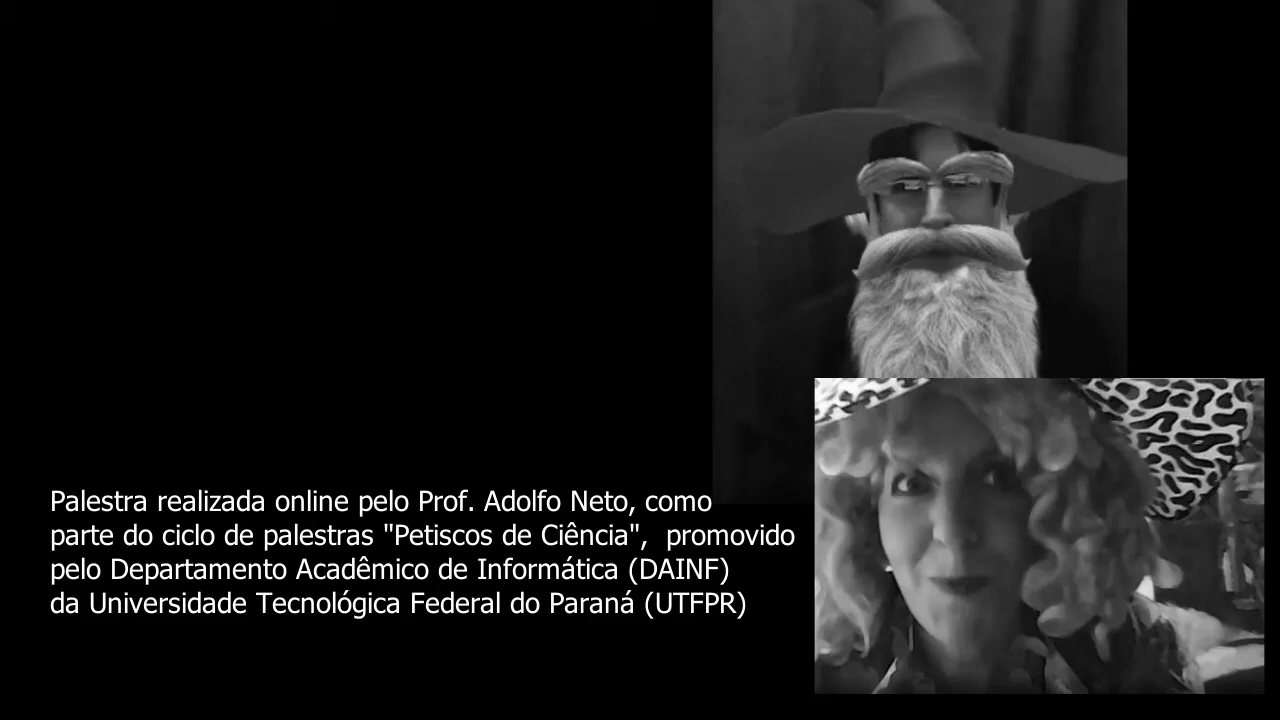 Palestra realizada online pelo Prof. Adolfo Neto, como
parte do ciclo de palestras "Petiscos de Ciência",  promovido
pelo Departamento Acadêmico de Informática (DAINF)
da Universidade Tecnológica Federal do Paraná (UTFPR)